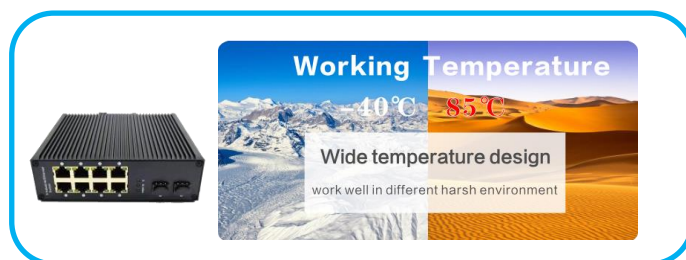 Working Temperature
40℃ 85℃
Wide temperature design
work well in different harsh environment